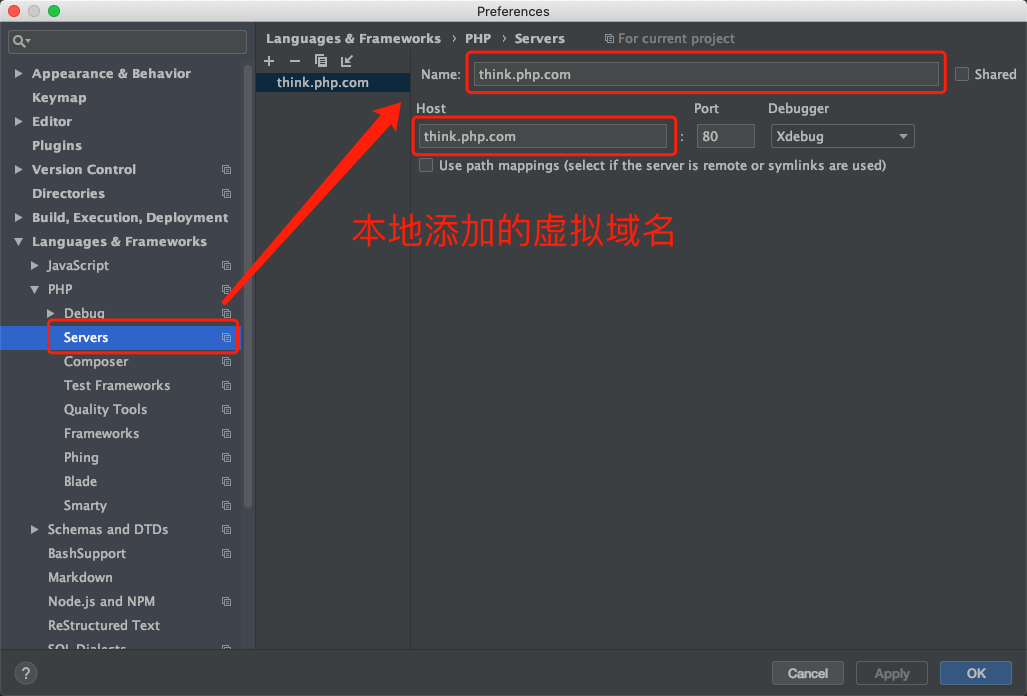 Preferences
Languages & Frameworks › PHP › Servers For current project
Appearance & Behavior
Keymap
Editor
Plugins
Version Control
Directories
Build, Execution, Deployment
Languages & Frameworks
JavaScript
PHP
Debug
Servers
Composer
Test Frameworks
Quality Tools
Frameworks
Phing
Blade
Smarty
Schemas and DTDs
BashSupport
Markdown
Node.js and NPM
ReStructured Text
SQL Dialects
think.php.com
Name: think.php.com Shared
Host Port Debugger
think.php.com : 80 Xdebug
Use path mappings (select if the server is remote or symlinks are used)
本地添加的虚拟域名
? Cancel Apply OK